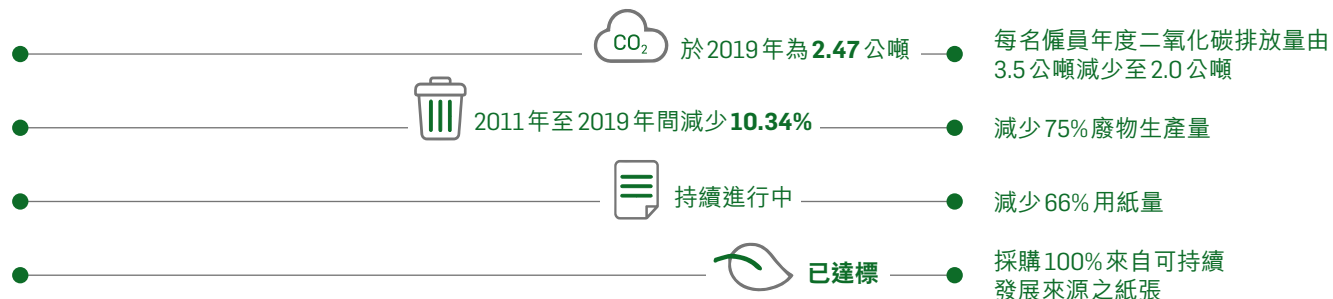 CO₂ 於2019年為2.47公噸
每名僱員年度二氧化碳排放量由
3.5公噸減少至2.0公噸
2011年至2019年間減少10.34%
減少75%廢物生產量
持續進行中
減少66%用紙量
已達標
採購100%來自可持續
發展來源之紙張